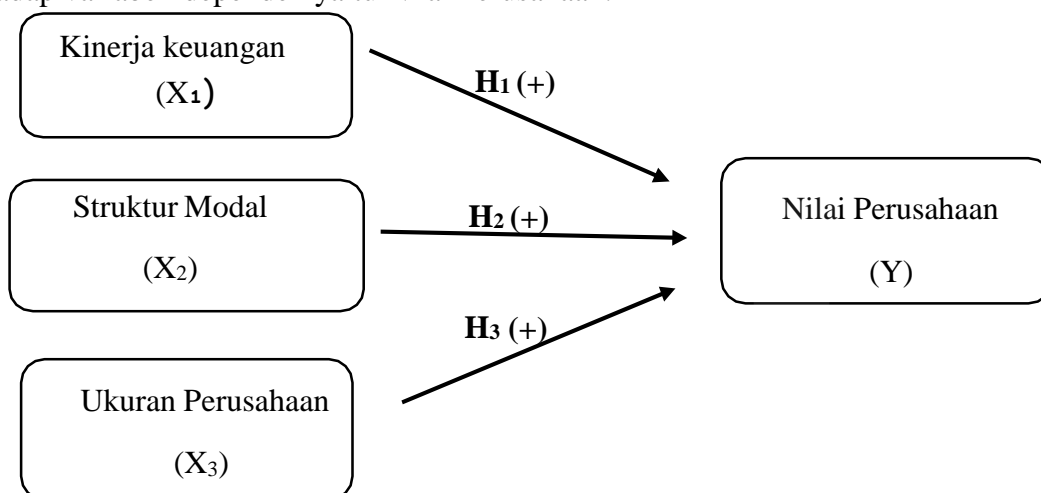 Kinerja keuangan
(X₁)
H₁ (+)
Struktur Modal
(X₂)
H₂ (+)
Nilai Perusahaan
(Y)
H₃ (+)
Ukuran Perusahaan
(X₃)